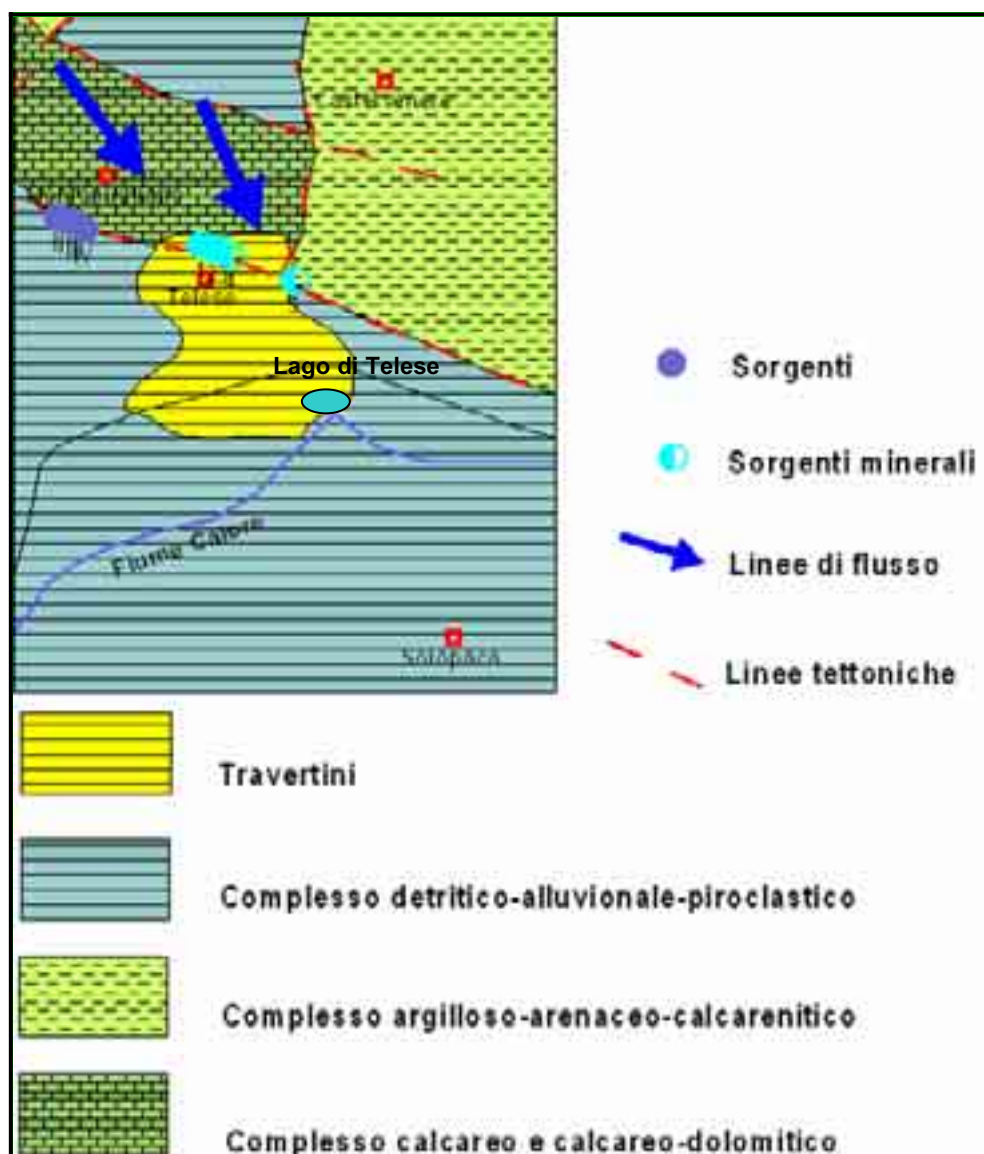 Telese
Lago di Telese
Fiume Calore
Sorgenti
Sorgenti minerali
Linee di flusso
Linee tettoniche
Travertini
Complesso detritico-alluvionale-piroclastico
Complesso argilloso-arenaceo-calcarenitico
Complesso calcareo e calcareo-dolomitico